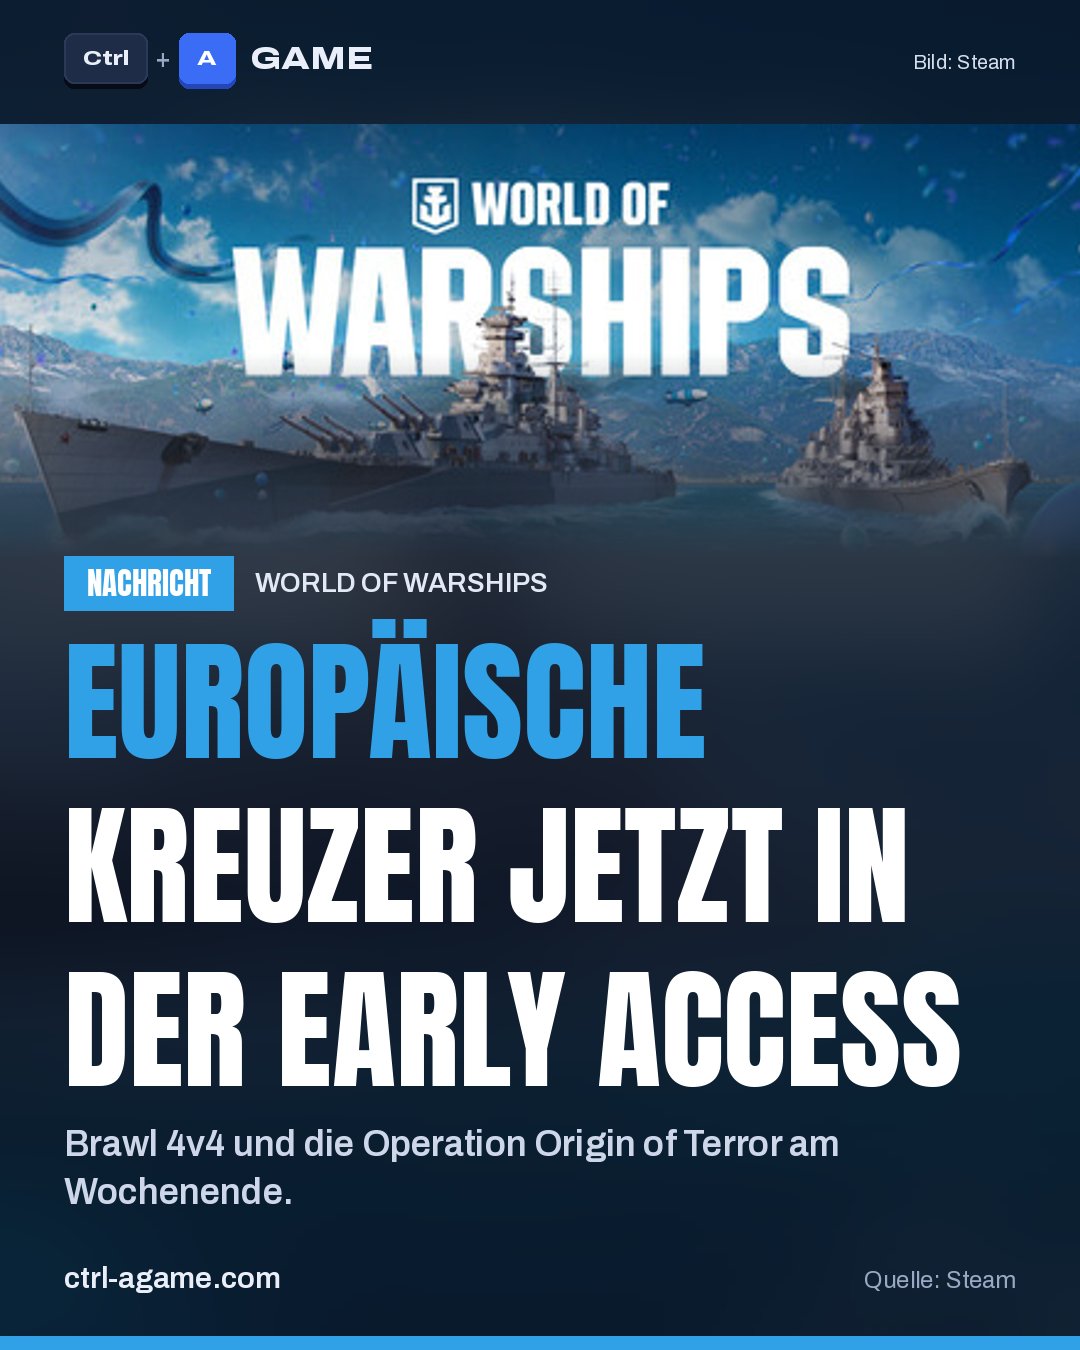 Ctrl + A GAME
Bild: Steam
WORLD OF
WARSHIPS
NACHRICHT
WORLD OF WARSHIPS
EUROPÄISCHE
KREUZER JETZT IN
DER EARLY ACCESS
Brawl 4v4 und die Operation Origin of Terror am
Wochenende.
ctrl-agame.com
Quelle: Steam